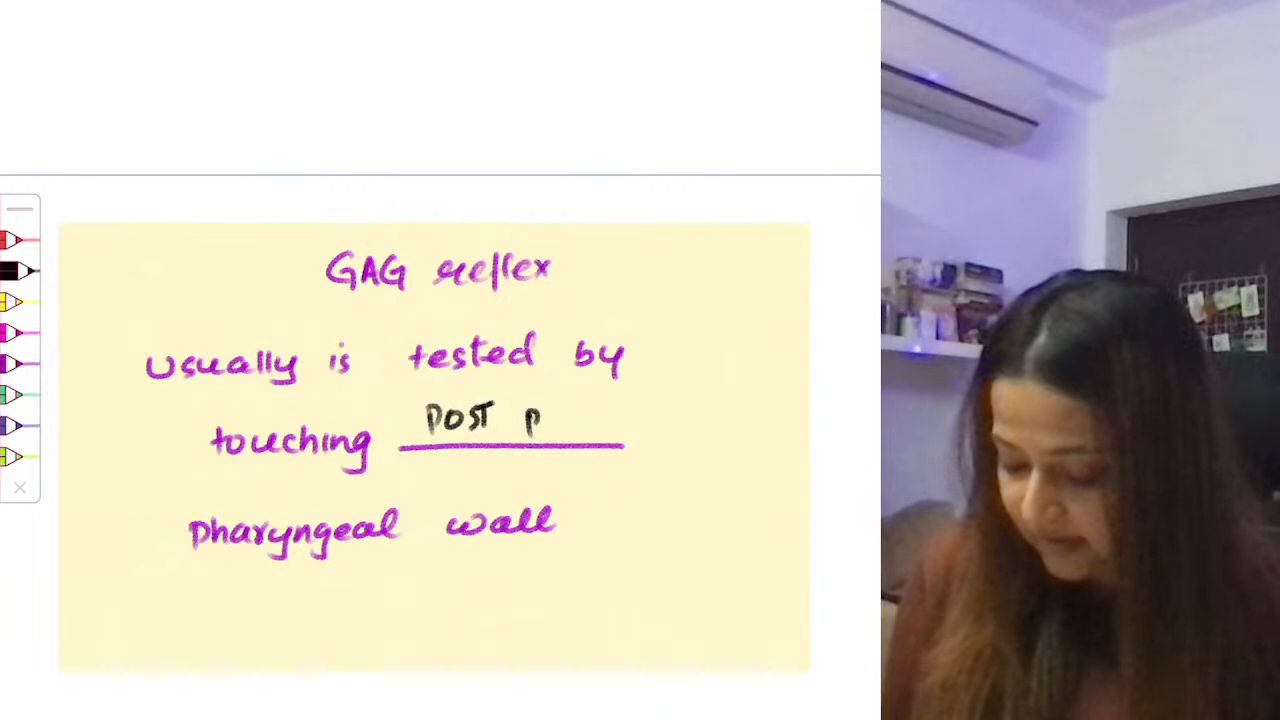 GAG reflex
usually is tested by
touching post p
pharyngeal wall